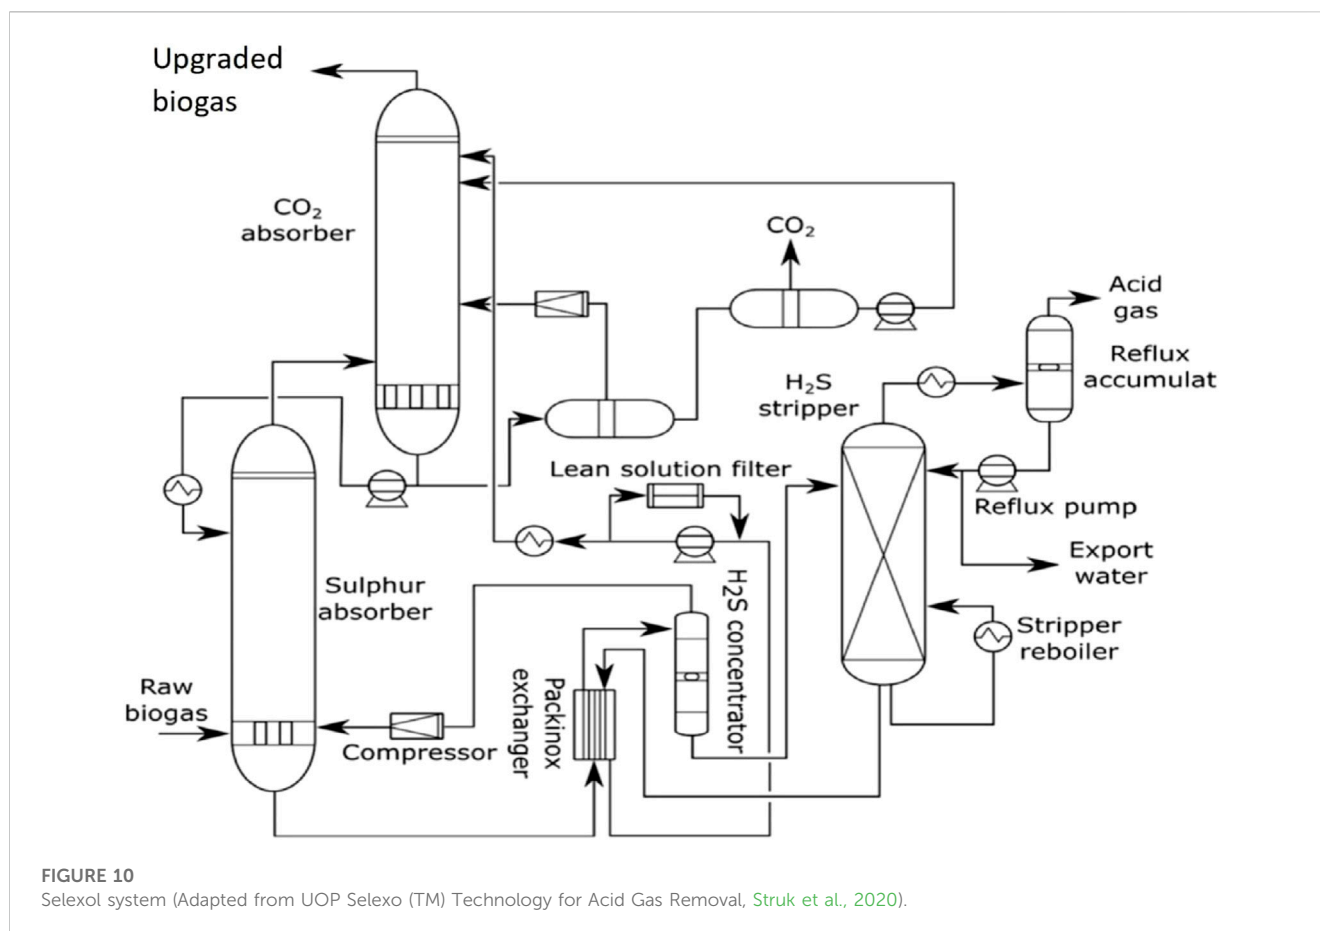 Upgraded
biogas
CO₂
absorber
CO₂
Acid
gas
Reflux
accumulat
H₂S
stripper
Lean solution filter
Reflux pump
Export
water
Sulphur
absorber
H₂S concentrator
Stripper
reboiler
Raw
biogas
Packinox
exchanger
Compressor
FIGURE 10
Selexol system (Adapted from UOP Selexo (TM) Technology for Acid Gas Removal, Struk et al., 2020).